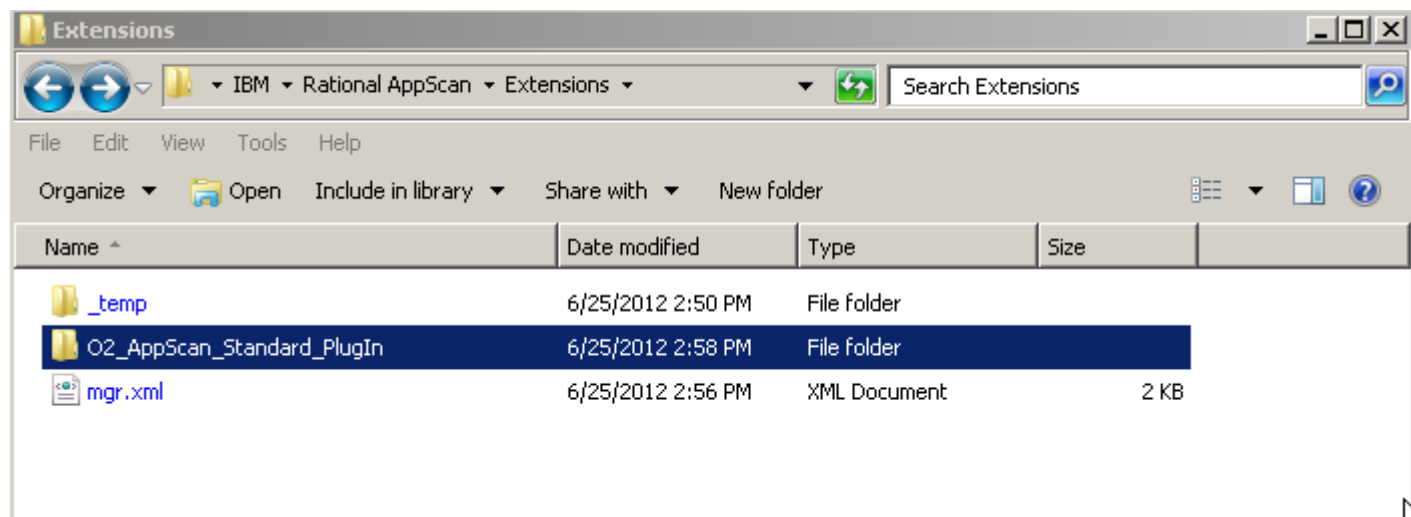 Extensions
IBM Rational AppScan Extensions Search Extensions
File Edit View Tools Help
Organize Open Include in library Share with New folder
Name Date modified Type Size
_temp 6/25/2012 2:50 PM File folder
O2_AppScan_Standard_PlugIn 6/25/2012 2:58 PM File folder
mgr.xml 6/25/2012 2:56 PM XML Document 2 KB